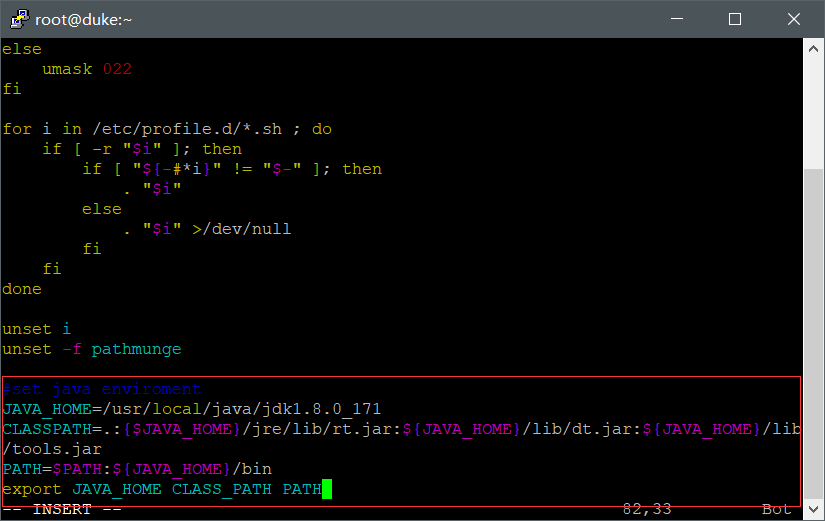 root@duke:~
else
    umask 022
fi

for i in /etc/profile.d/*.sh ; do
    if [ -r "$i" ]; then
        if [ "${-#*i}" != "$-" ]; then
            . "$i"
        else
            . "$i" >/dev/null
        fi
    fi
done

unset i
unset -f pathmunge

#set java enviroment
JAVA_HOME=/usr/local/java/jdk1.8.0_171
CLASSPATH=.:{$JAVA_HOME}/jre/lib/rt.jar:${JAVA_HOME}/lib/dt.jar:${JAVA_HOME}/lib
/tools.jar
PATH=$PATH:${JAVA_HOME}/bin
export JAVA_HOME CLASS_PATH PATH
-- INSERT -- 82,33 Bot